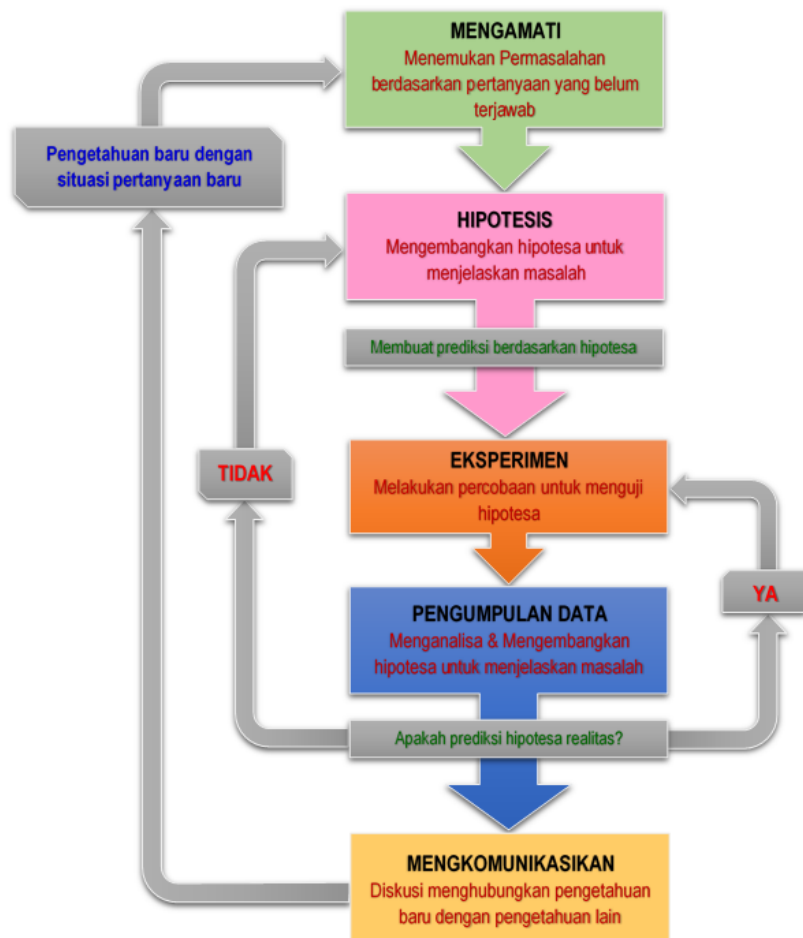 MENGAMATI
Menemukan Permasalahan
berdasarkan pertanyaan yang belum
terjawab
Pengetahuan baru dengan
situasi pertanyaan baru
HIPOTESIS
Mengembangkan hipotesa untuk
menjelaskan masalah
Membuat prediksi berdasarkan hipotesa
TIDAK
EKSPERIMEN
Melakukan percobaan untuk menguji
hipotesa
YA
PENGUMPULAN DATA
Menganalisa & Mengembangkan
hipotesa untuk menjelaskan masalah
Apakah prediksi hipotesa realitas?
MENGKOMUNIKASIKAN
Diskusi menghubungkan pengetahuan
baru dengan pengetahuan lain